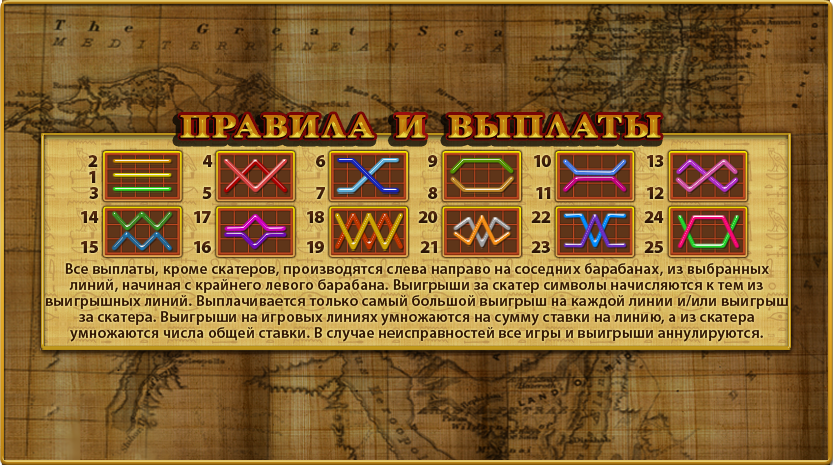 The Great Sea
MEDITERRANEAN SEA
ПРАВИЛА И ВЫПЛАТЫ
2 4 6 9 10 13
1
3 5 7 8 11 12
14 17 18 20 22 24
15 16 19 21 23 25
Все выплаты, кроме скатеров, производятся слева направо на соседних барабанах, из выбранных
линий, начиная с крайнего левого барабана. Выигрыши за скатер символы начисляются к тем из
выигрышных линий. Выплачивается только самый большой выигрыш на каждой линии и/или выигрыш
за скатера. Выигрыши на игровых линиях умножаются на сумму ставки на линию, а из скатера
умножаются числа общей ставки. В случае неисправностей все игры и выигрыши аннулируются.